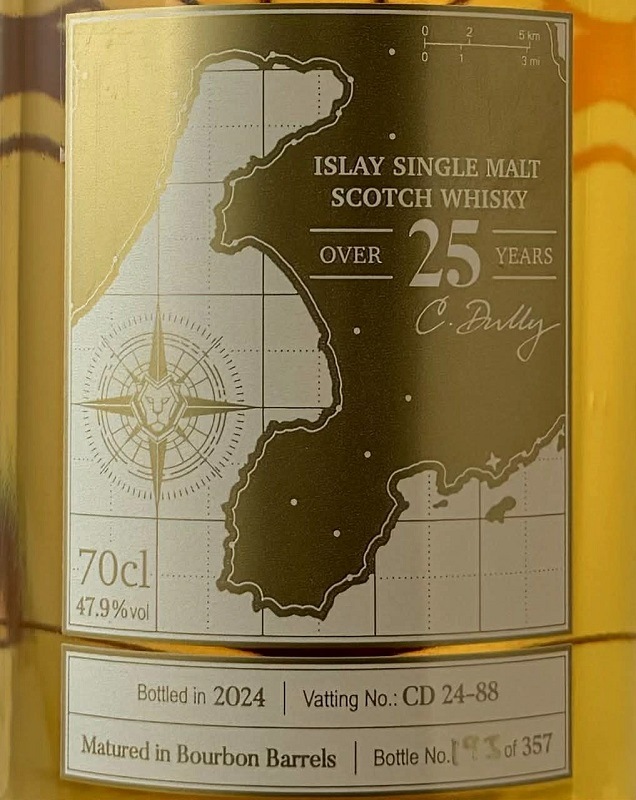 0 2 5 km
0 1 3 mi
ISLAY SINGLE MALT
SCOTCH WHISKY
OVER 25 YEARS
C. Dully
70cl
47.9%vol
Bottled in 2024 | Vatting No.: CD 24-88
Matured in Bourbon Barrels | Bottle No. 193 of 357